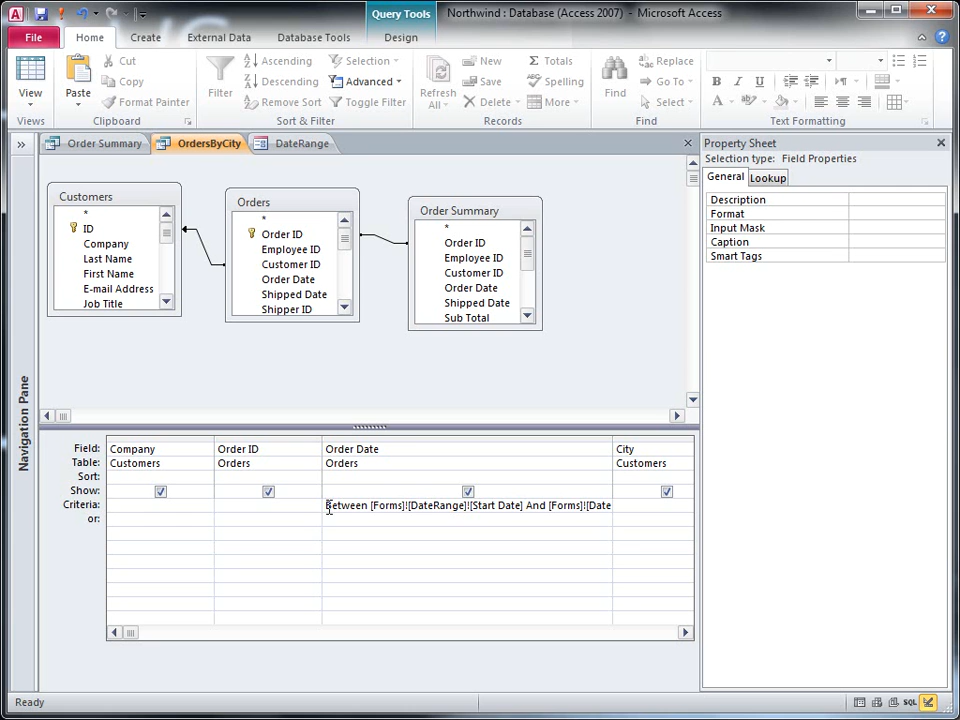 Query Tools
Northwind : Database (Access 2007) - Microsoft Access
File Home Create External Data Database Tools Design
View
Views
Paste
Cut
Copy
Format Painter
Clipboard
Filter
Ascending
Descending
Remove Sort
Selection
Advanced
Toggle Filter
Sort & Filter
Refresh All
New
Save
Delete
Totals
Spelling
More
Records
Find
Replace
Go To
Select
Find
B I U
A
Text Formatting
Order Summary OrdersByCity DateRange
Navigation Pane
Customers
*
ID
Company
Last Name
First Name
E-mail Address
Job Title
Orders
*
Order ID
Employee ID
Customer ID
Order Date
Shipped Date
Shipper ID
Order Summary
*
Order ID
Employee ID
Customer ID
Order Date
Shipped Date
Sub Total
Field: Company Order ID Order Date City
Table: Customers Orders Orders Customers
Sort:
Show:
Criteria: Between [Forms]![DateRange]![Start Date] And [Forms]![Date
or:
Property Sheet
Selection type: Field Properties
General Lookup
Description
Format
Input Mask
Caption
Smart Tags
Ready
SQL